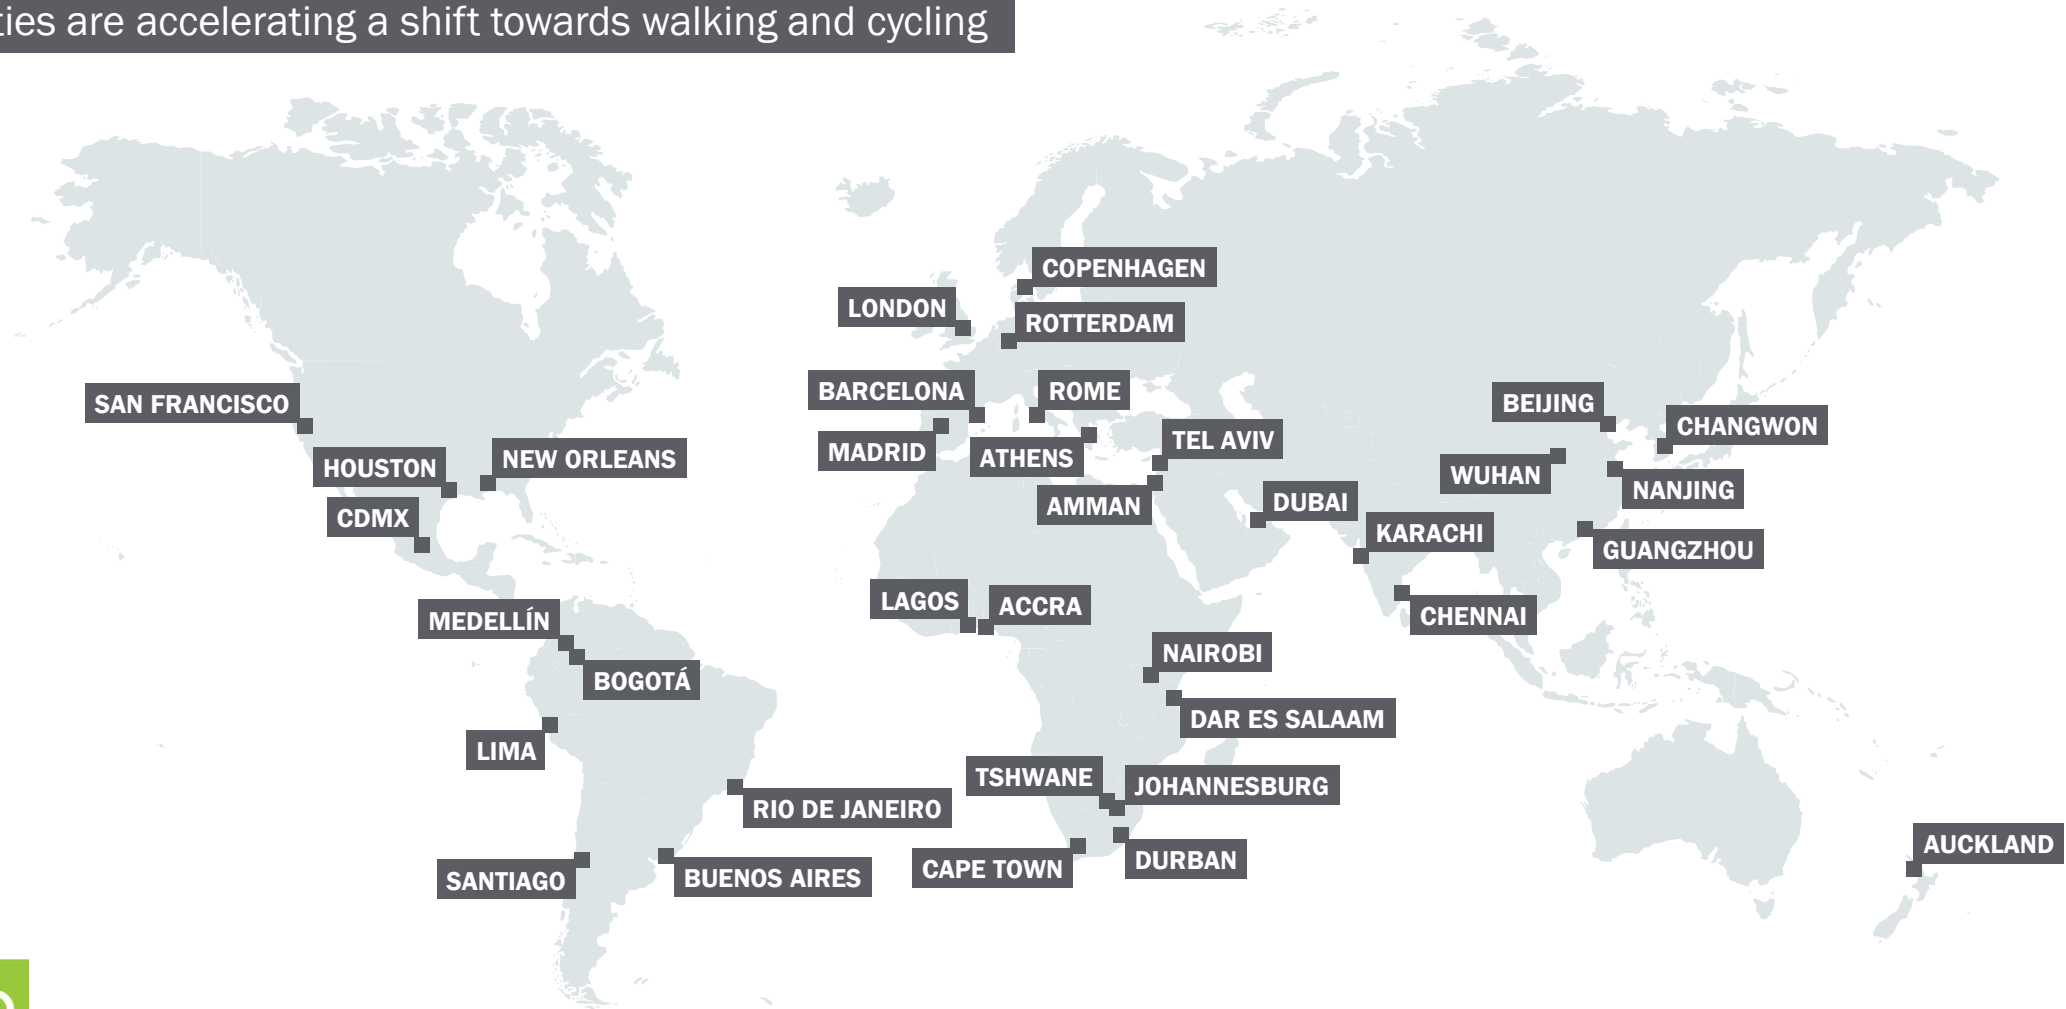 ties are accelerating a shift towards walking and cycling
COPENHAGEN
LONDON
ROTTERDAM
BARCELONA
ROME
SAN FRANCISCO
BEIJING
CHANGWON
MADRID
ATHENS
TEL AVIV
HOUSTON
NEW ORLEANS
WUHAN
NANJING
CDMX
AMMAN
DUBAI
KARACHI
GUANGZHOU
LAGOS
ACCRA
CHENNAI
MEDELLÍN
BOGOTÁ
NAIROBI
DAR ES SALAAM
LIMA
TSHWANE
JOHANNESBURG
RIO DE JANEIRO
AUCKLAND
SANTIAGO
BUENOS AIRES
CAPE TOWN
DURBAN